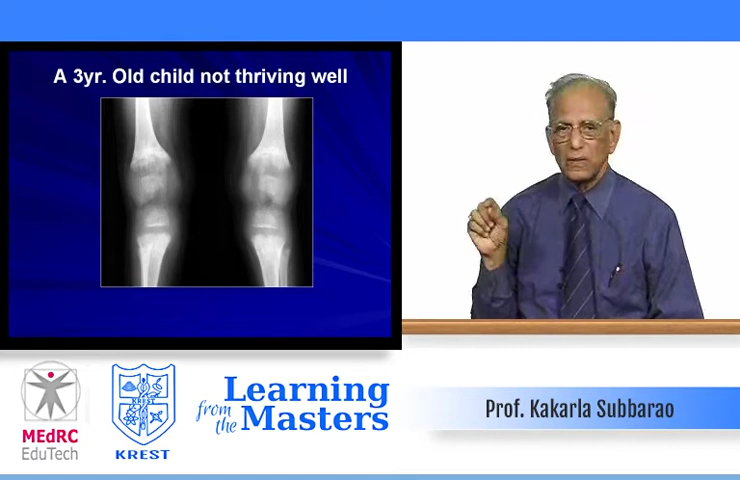 A 3yr. Old child not thriving well
MEdRC
EduTech
KREST
KREST
Learning
from
the
Masters
Prof. Kakarla Subbarao